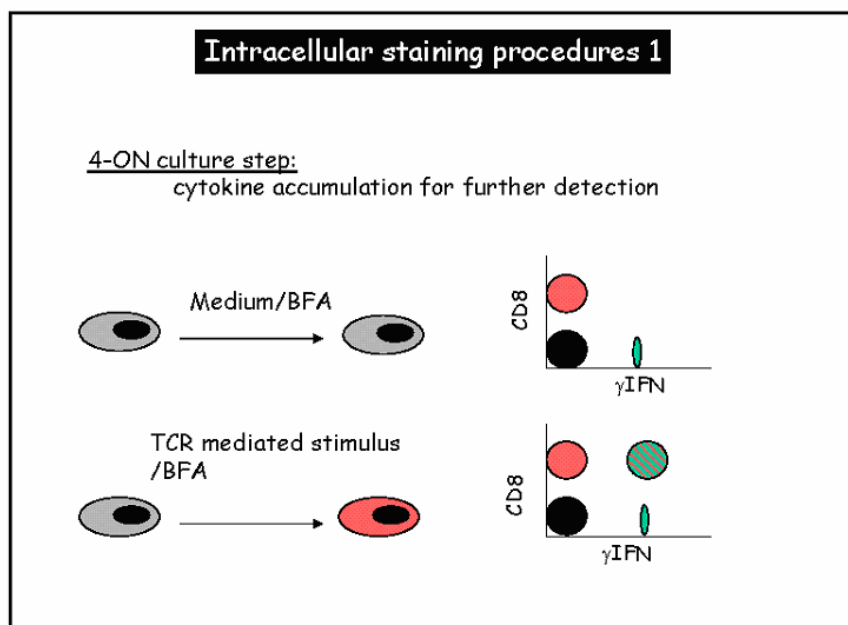 Intracellular staining procedures 1
4-ON culture step:
cytokine accumulation for further detection
Medium/BFA
CD8
γIFN
TCR mediated stimulus
/BFA
CD8
γIFN